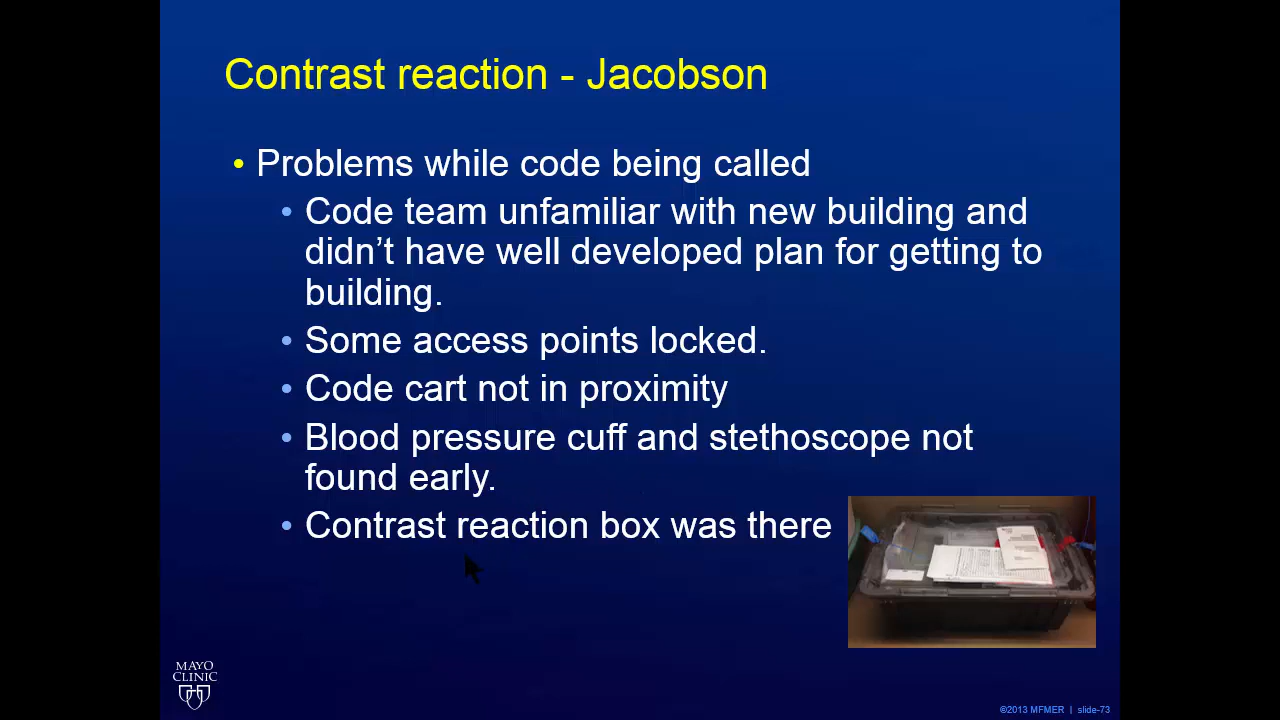 Contrast reaction - Jacobson
• Problems while code being called
• Code team unfamiliar with new building and
didn’t have well developed plan for getting to
building.
• Some access points locked.
• Code cart not in proximity
• Blood pressure cuff and stethoscope not
found early.
• Contrast reaction box was there
MAYO
CLINIC
©2013 MFMER | slide-73